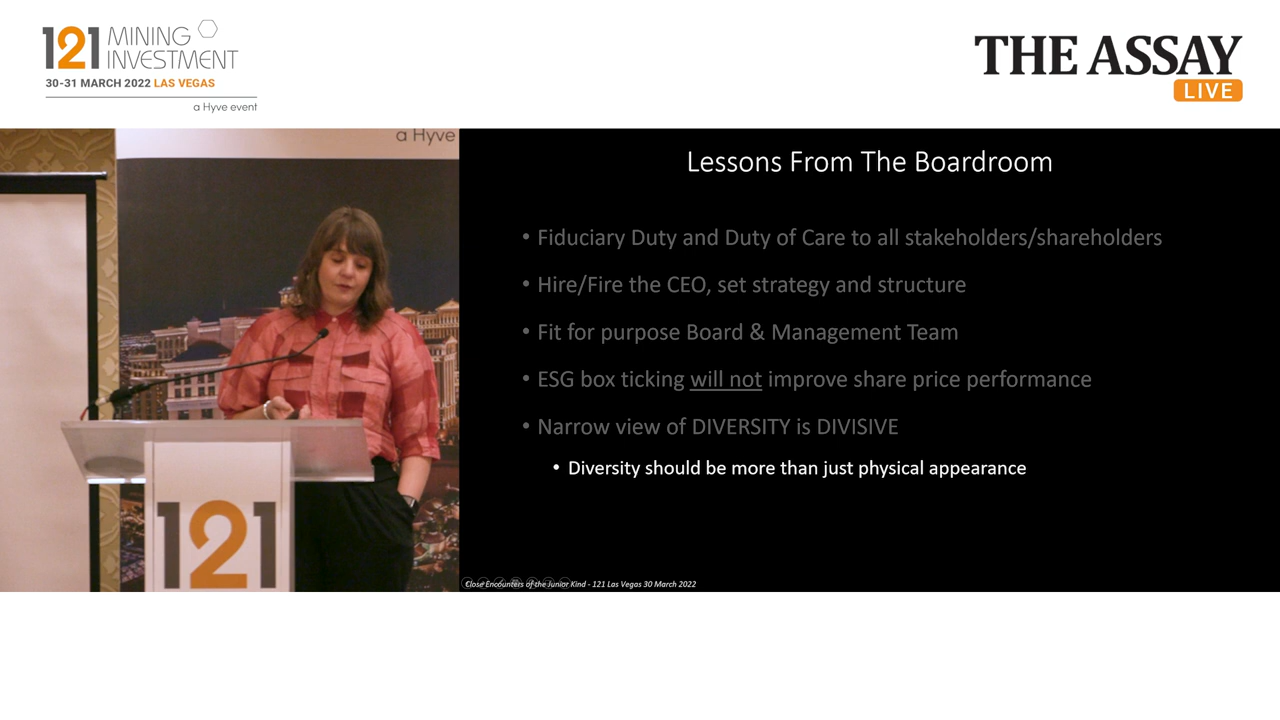 121 MINING
INVESTMENT
30-31 MARCH 2022 LAS VEGAS
a Hyve event
THE ASSAY
LIVE
a Hyve
Lessons From The Boardroom
• Fiduciary Duty and Duty of Care to all stakeholders/shareholders
• Hire/Fire the CEO, set strategy and structure
• Fit for purpose Board & Management Team
• ESG box ticking will not improve share price performance
• Narrow view of DIVERSITY is DIVISIVE
• Diversity should be more than just physical appearance
121
Close Encounters of the Junior Kind - 121 Las Vegas 30 March 2022